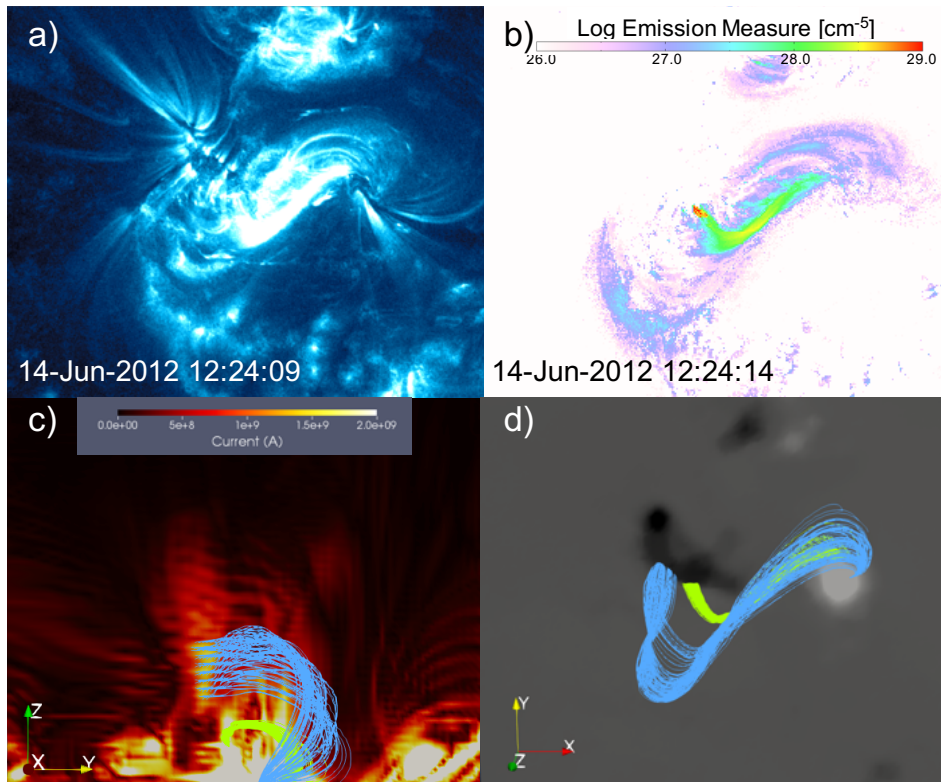 a)
14-Jun-2012 12:24:09
b)
Log Emission Measure [cm⁻⁵]
26.0 27.0 28.0 29.0
14-Jun-2012 12:24:14
c)
0.0e+00 5e+8 1e+9 1.5e+9 2.0e+09
Current (A)
Z
X Y
d)
Y
Z X